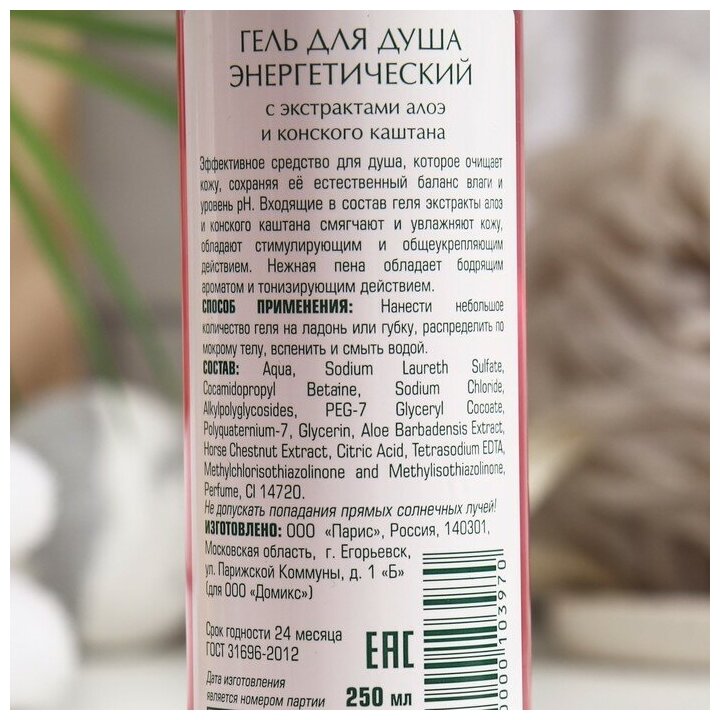 ГЕЛЬ ДЛЯ ДУША
ЭНЕРГЕТИЧЕСКИЙ
с экстрактами алоэ
и конского каштана
Эффективное средство для душа, которое очищает
кожу, сохраняя её естественный баланс влаги и
уровень pH. Входящие в состав геля экстракты алоэ
и конского каштана смягчают и увлажняют кожу,
обладают стимулирующим и общеукрепляющим
действием. Нежная пена обладает бодрящим
ароматом и тонизирующим действием.
СПОСОБ ПРИМЕНЕНИЯ: Нанести небольшое
количество геля на ладонь или губку, распределить по
мокрому телу, вспенить и смыть водой.
СОСТАВ: Aqua, Sodium Laureth Sulfate,
Cocamidopropyl Betaine, Sodium Chloride,
Alkylpolyglycosides, PEG-7 Glyceryl Cocoate,
Polyquaternium-7, Glycerin, Aloe Barbadensis Extract,
Horse Chestnut Extract, Citric Acid, Tetrasodium EDTA,
Methylchlorisothiazolinone and Methylisothiazolinone,
Perfume, CI 14720.
Не допускать попадания прямых солнечных лучей!
ИЗГОТОВЛЕНО: ООО «Парис», Россия, 140301,
Московская область, г. Егорьевск,
ул. Парижской Коммуны, д. 1 «Б»
(для ООО «Домикс»)
Срок годности 24 месяца
ГОСТ 31696-2012
EAC
Дата изготовления
является номером партии
250 мл
0000103970